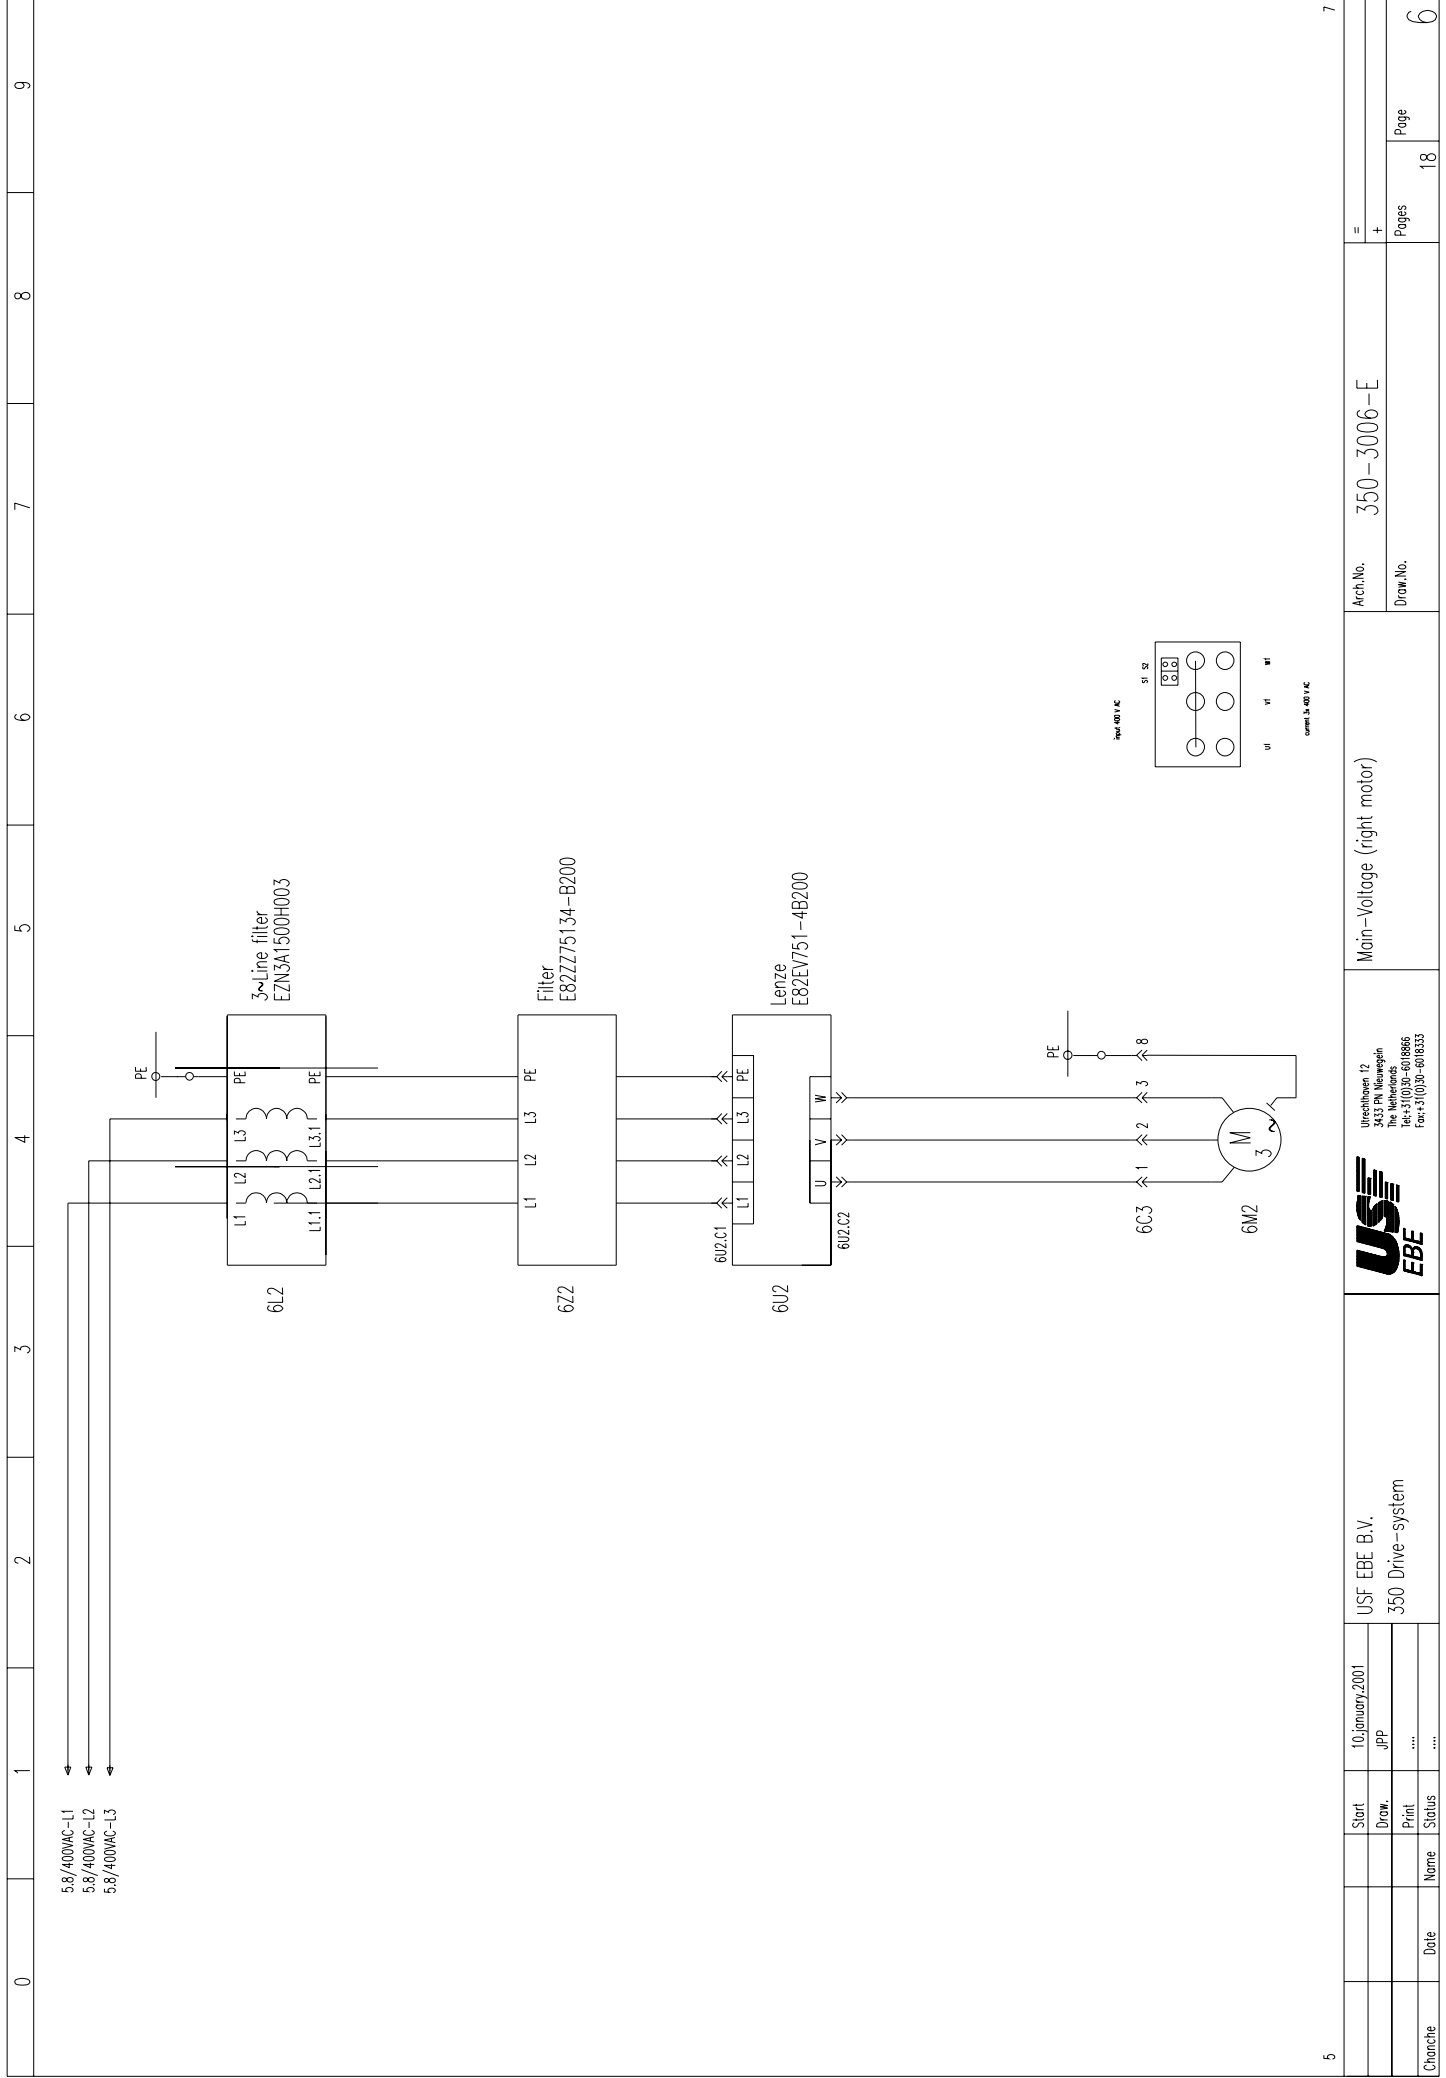 0 1 2 3 4 5 6 7 8 9
5.8/400VAC-L1
5.8/400VAC-L2
5.8/400VAC-L3
PE
L1 L2 L3 PE
L1.1 L2.1 L3.1 PE
6L2
3~Line filter
EZN3A1500H003
L1 L2 L3 PE
6Z2
Filter
E82ZZ75134-B200
6U2.C1
L1 L2 L3 PE
6U2
Lenze
E82EV751-4B200
U V W
6U2.C2
PE
6C3
1 2 3 8
6M2
M
3 ~
input 400 V AC
S1 S2
U1 V1 W1
current 3x 400 V AC
5
7
Chanche Date Name Status
Start 10.january.2001
Draw. JPP
Print ....
....
USF EBE B.V.
350 Drive-system
USF
EBE
Utrechthaven 12
3433 PN Nieuwegein
The Netherlands
Tel:+31(0)30-6018866
Fax:+31(0)30-6018333
Main-Voltage (right motor)
Arch.No. 350-3006-E
Draw.No.
=
+
Pages 18
Page 6